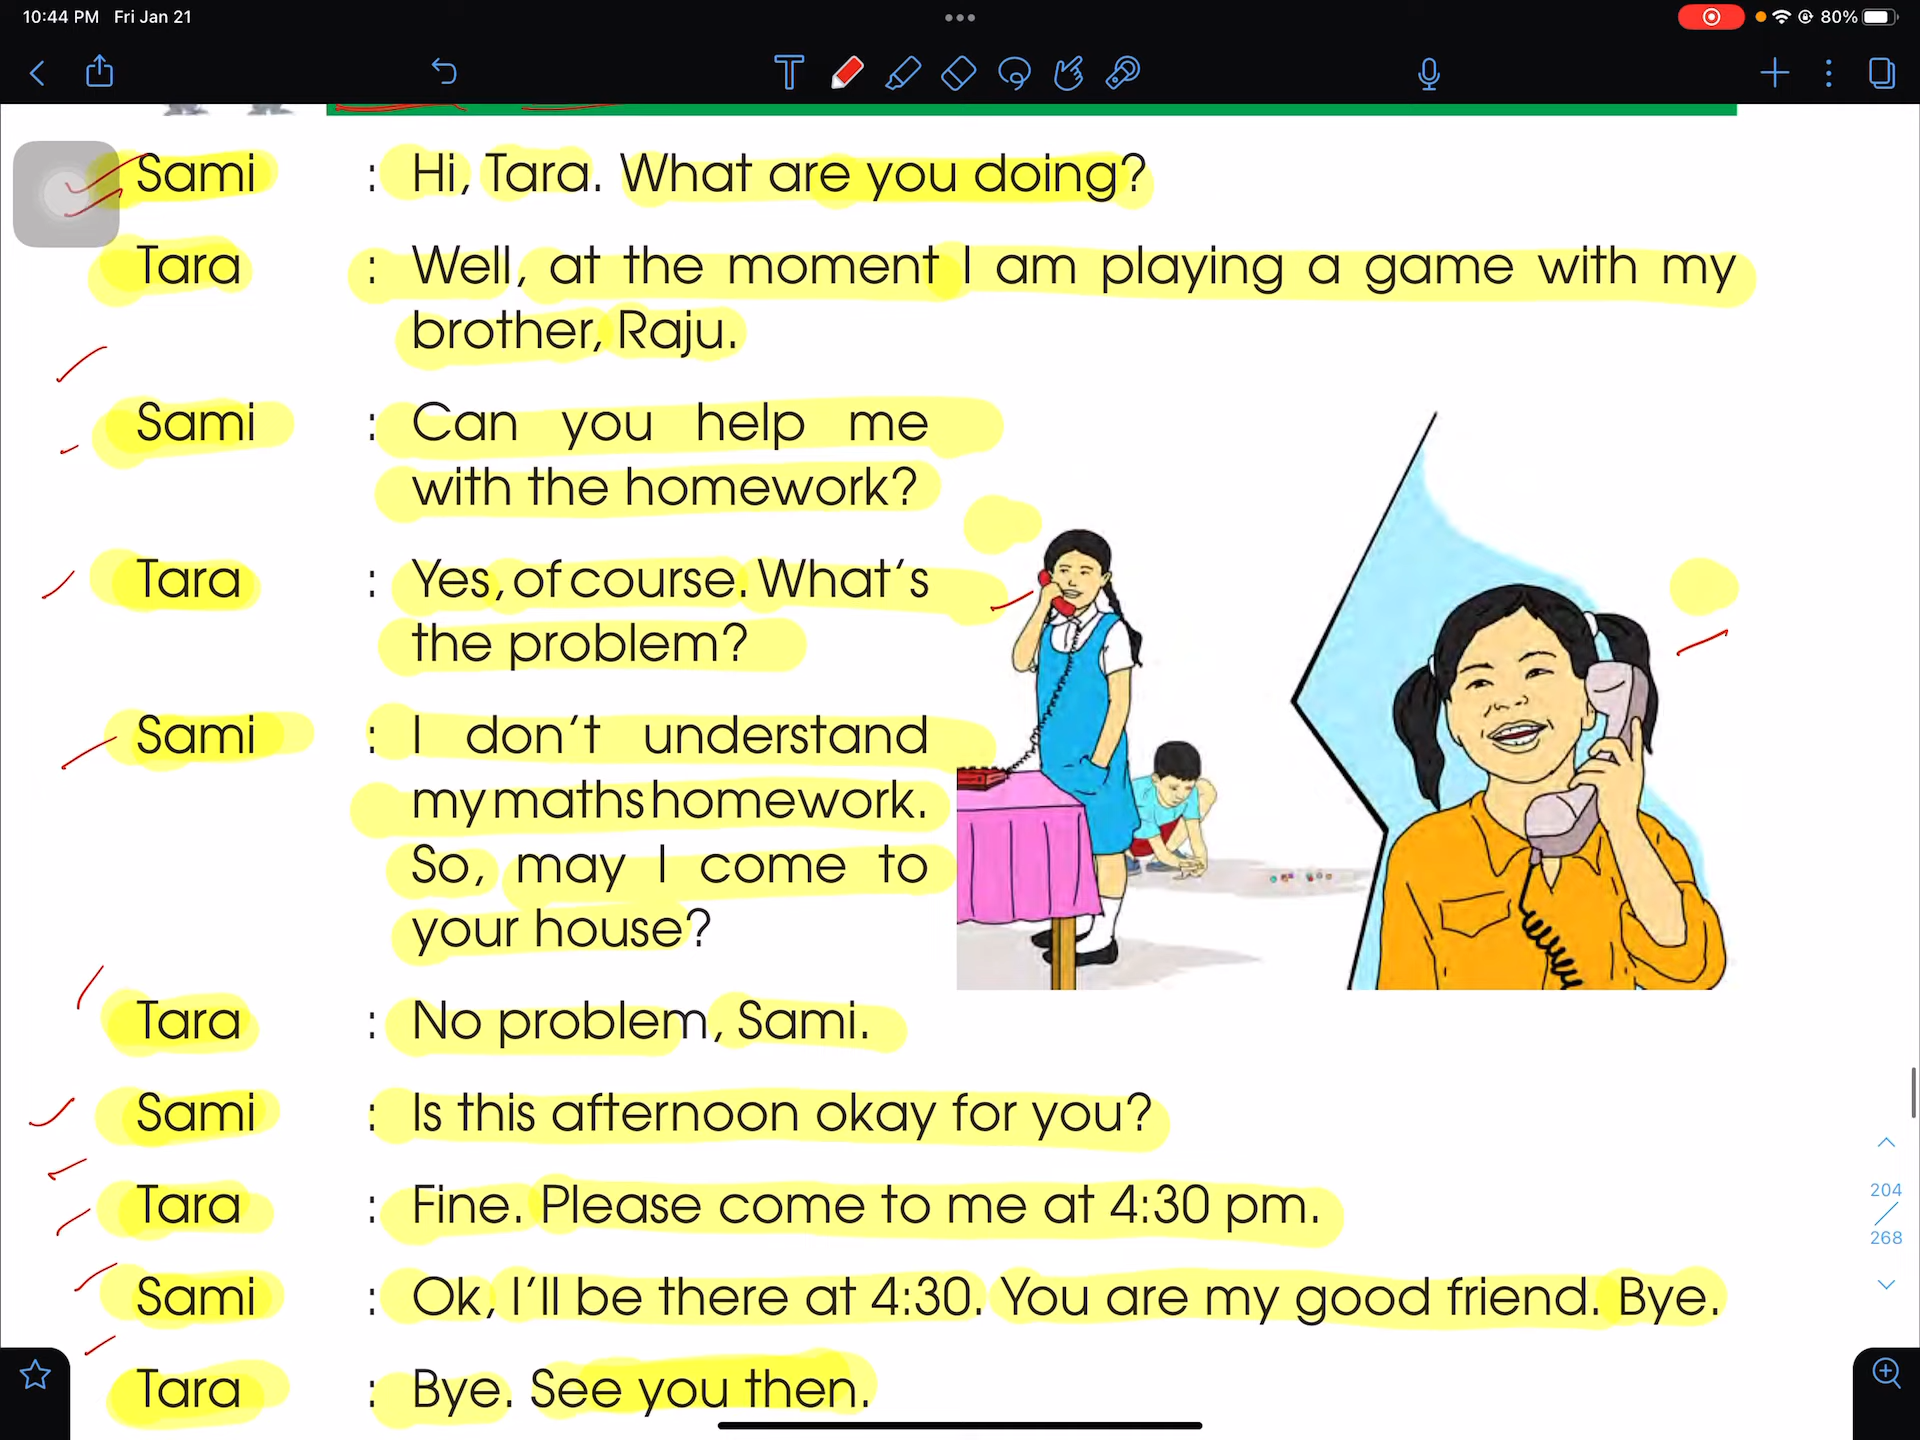 10:44 PM Fri Jan 21
80%
Sami : Hi, Tara. What are you doing?
Tara : Well, at the moment I am playing a game with my
brother, Raju.
Sami : Can you help me
with the homework?
Tara : Yes, of course. What's
the problem?
Sami : I don't understand
my maths homework.
So, may I come to
your house?
Tara : No problem, Sami.
Sami : Is this afternoon okay for you?
Tara : Fine. Please come to me at 4:30 pm.
Sami : Ok, I'll be there at 4:30. You are my good friend. Bye.
Tara : Bye. See you then.
204
/
268